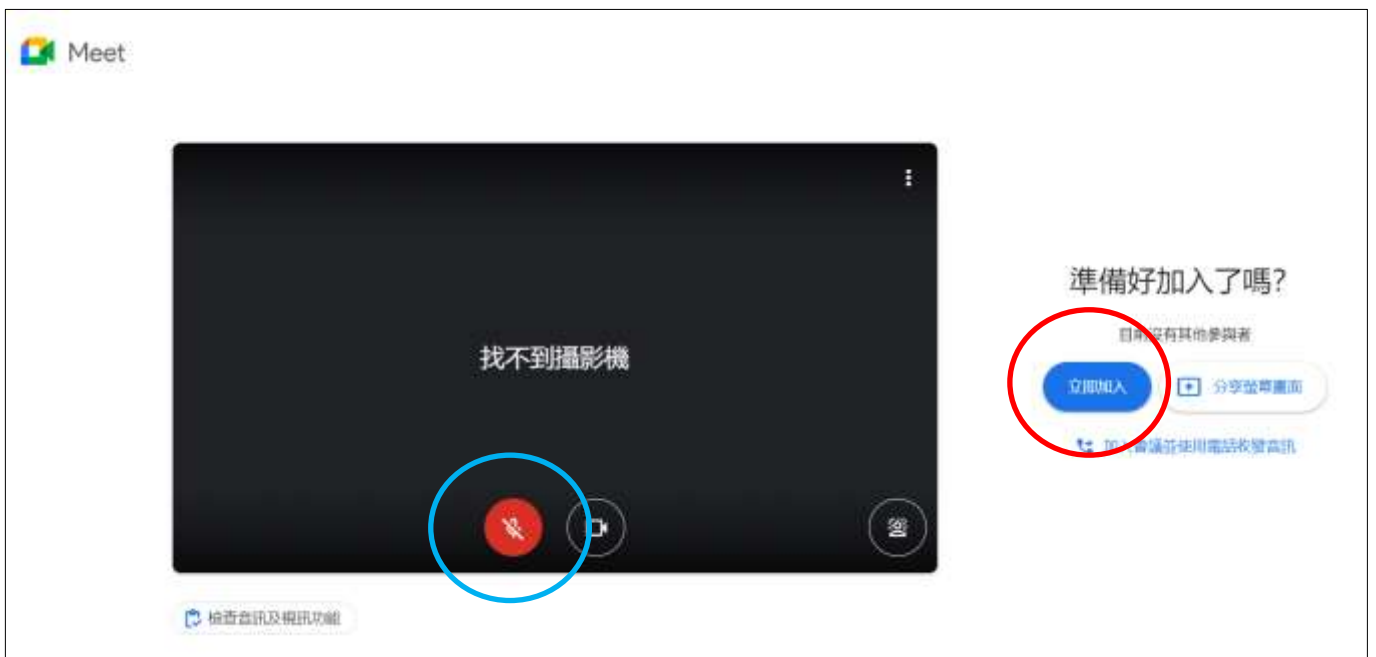 Meet
找不到攝影機
準備好加入了嗎?
目前沒有其他參與者
立即加入
分享螢幕畫面
加入會議並使用電話收發音訊
檢查音訊及視訊功能